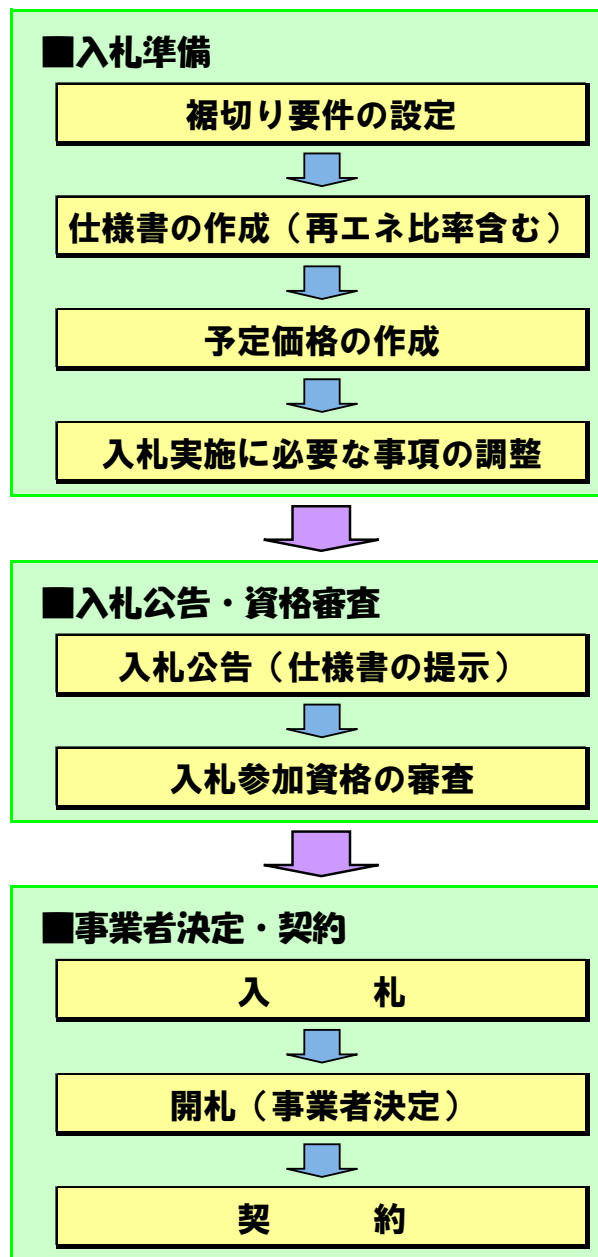 ■入札準備
裾切り要件の設定
仕様書の作成（再エネ比率含む）
予定価格の作成
入札実施に必要な事項の調整
■入札公告・資格審査
入札公告（仕様書の提示）
入札参加資格の審査
■事業者決定・契約
入　　　札
開札（事業者決定）
契　　　約